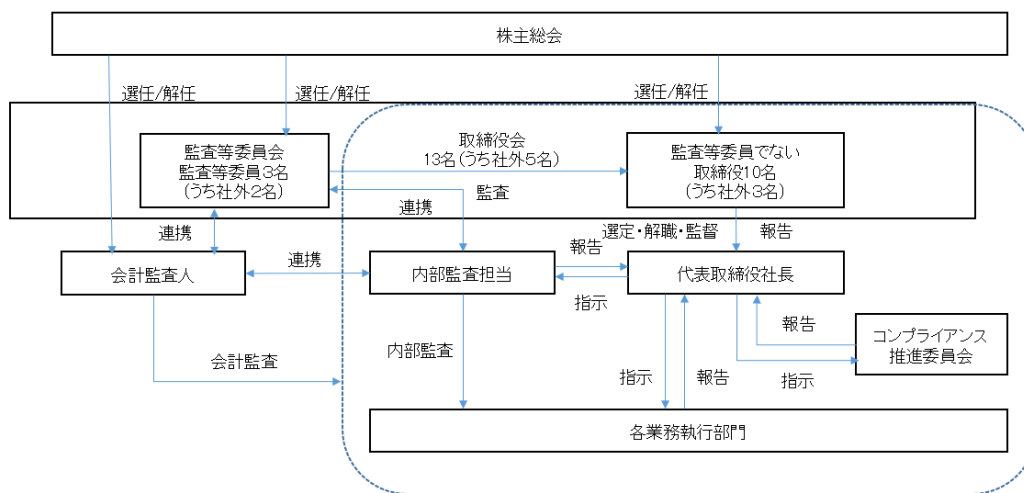 株主総会
選任/解任
選任/解任
選任/解任
監査等委員会
監査等委員3名
(うち社外2名)
取締役会
13名(うち社外5名)
監査
連携
監査等委員でない
取締役10名
(うち社外3名)
連携
選定・解職・監督
報告
会計監査人
連携
内部監査担当
報告
指示
代表取締役社長
報告
指示
コンプライアンス
推進委員会
会計監査
内部監査
指示
報告
各業務執行部門